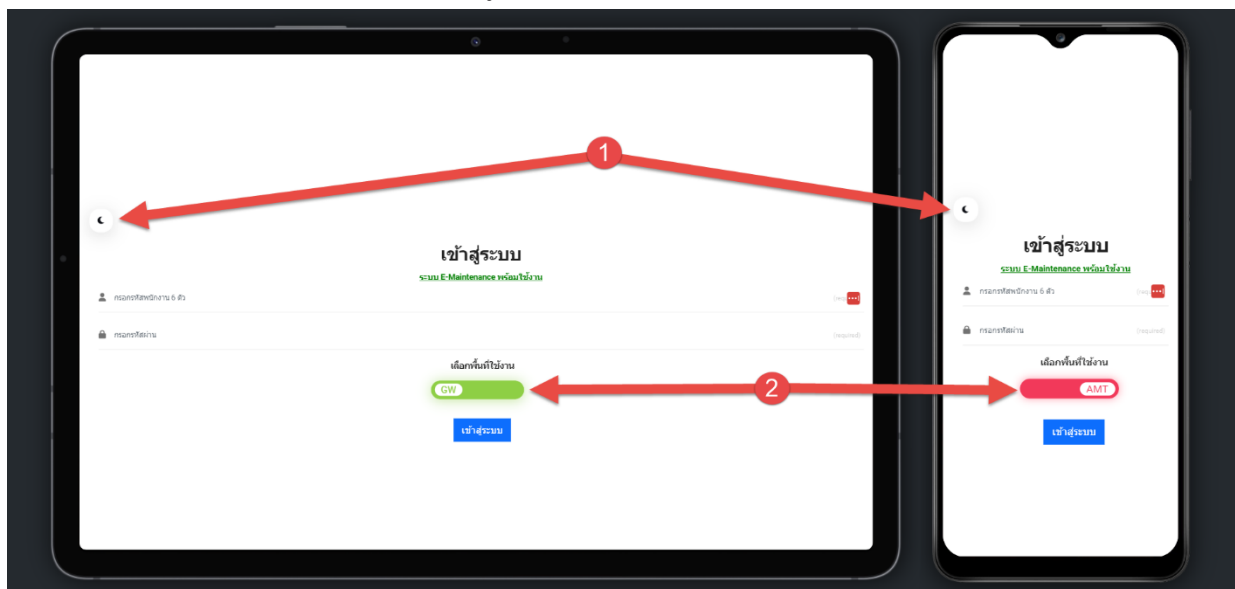 1
เข้าสู่ระบบ
ระบบ E-Maintenance พร้อมใช้งาน
กรอกรหัสพนักงาน 6 ตัว
กรอกรหัสผ่าน
(required)
เลือกพื้นที่ใช้งาน
GW
2
เข้าสู่ระบบ
เข้าสู่ระบบ
ระบบ E-Maintenance พร้อมใช้งาน
กรอกรหัสพนักงาน 6 ตัว
กรอกรหัสผ่าน
(required)
เลือกพื้นที่ใช้งาน
AMT
เข้าสู่ระบบ